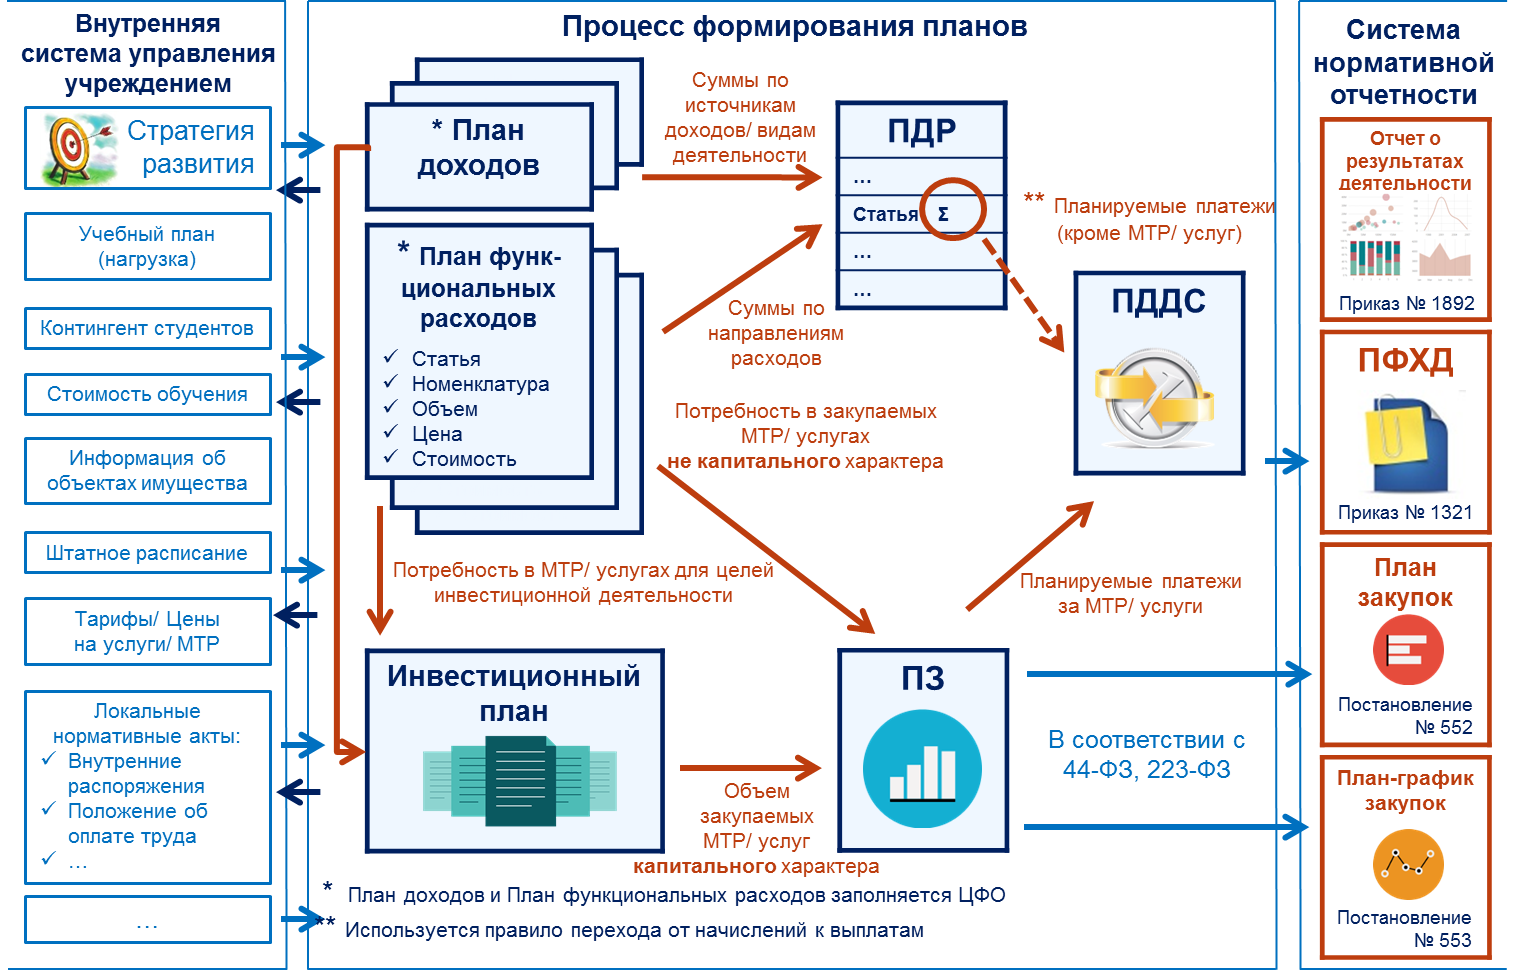 Внутренняя
система управления
учреждением
Стратегия
развития
Учебный план
(нагрузка)
Контингент студентов
Стоимость обучения
Информация об
объектах имущества
Штатное расписание
Тарифы/ Цены
на услуги/ МТР
Локальные
нормативные акты:
✓ Внутренние
распоряжения
✓ Положение об
оплате труда
✓ ...
...
Процесс формирования планов
* План
доходов
* План функ-
циональных
расходов
✓ Статья
✓ Номенклатура
✓ Объем
✓ Цена
✓ Стоимость
Суммы по
источникам
доходов/ видам
деятельности
ПДР
...
Статья Σ
...
...
** Планируемые платежи
(кроме МТР/ услуг)
Суммы по
направлениям
расходов
ПДДС
Потребность в закупаемых
МТР/ услугах
не капитального характера
Потребность в МТР/ услугах для целей
инвестиционной деятельности
Планируемые платежи
за МТР/ услуги
Инвестиционный
план
Объем
закупаемых
МТР/ услуг
капитального характера
ПЗ
В соответствии с
44-ФЗ, 223-ФЗ
* План доходов и План функциональных расходов заполняется ЦФО
** Используется правило перехода от начислений к выплатам
Система
нормативной
отчетности
Отчет о
результатах
деятельности
Приказ № 1892
ПФХД
Приказ № 1321
План
закупок
Постановление
№ 552
План-график
закупок
Постановление
№ 553